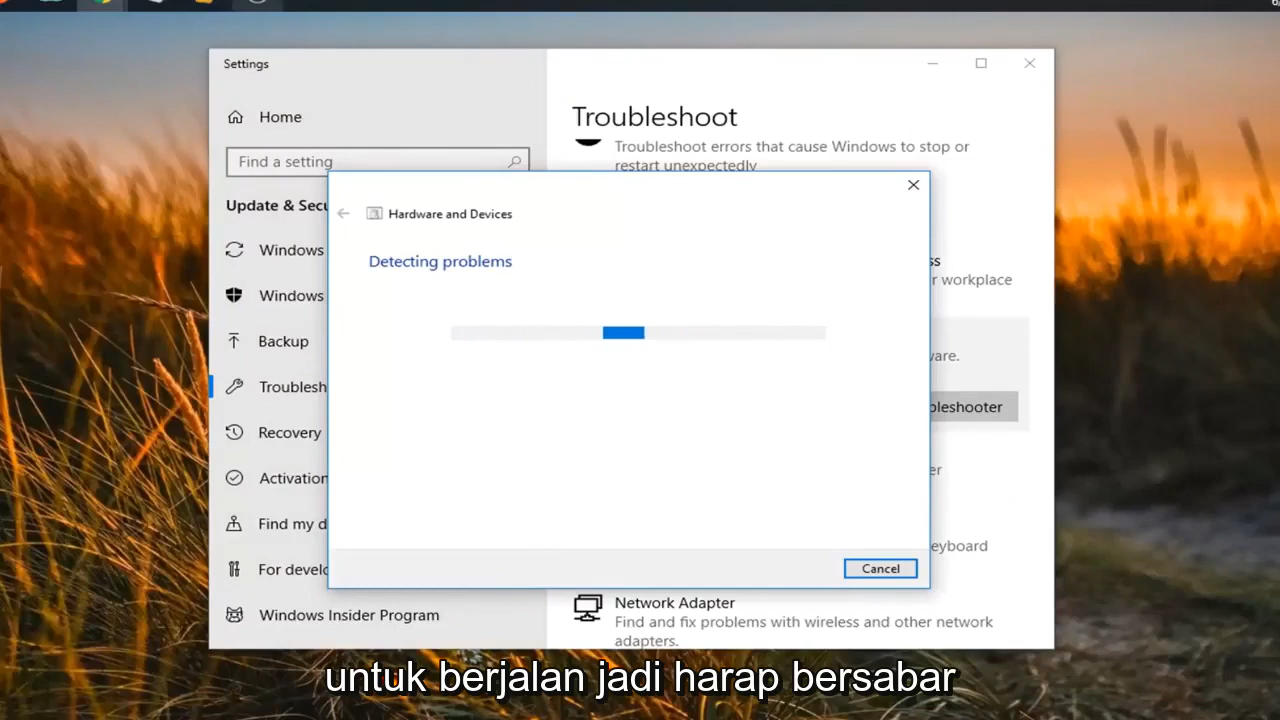 Settings
Home
Find a setting
Update & Secu
Windows
Windows
Backup
Troublesh
Recovery
Activation
Find my d
For develo
Windows Insider Program
Troubleshoot
Troubleshoot errors that cause Windows to stop or
restart unexpectedly
ss
r workplace
ware.
bleshooter
er
eyboard
Network Adapter
Find and fix problems with wireless and other network
adapters.
Hardware and Devices
Detecting problems
Cancel
untuk berjalan jadi harap bersabar